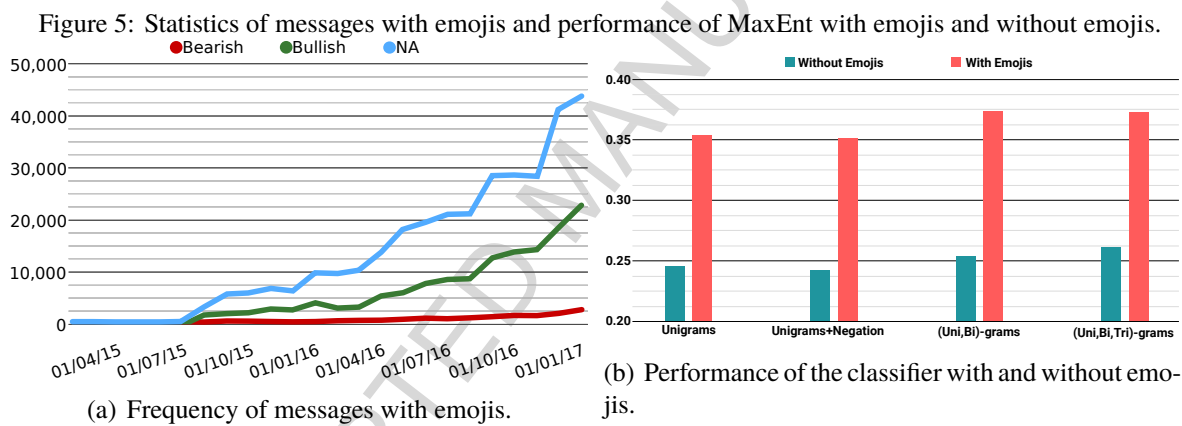 Figure 5: Statistics of messages with emojis and performance of MaxEnt with emojis and without emojis.
Bearish Bullish NA
50,000
40,000
30,000
20,000
10,000
0
01/04/15 01/07/15 01/10/15 01/01/16 01/04/16 01/07/16 01/10/16 01/01/17
(a) Frequency of messages with emojis.
Without Emojis With Emojis
0.40
0.35
0.30
0.25
0.20
Unigrams Unigrams+Negation (Uni,Bi)-grams (Uni,Bi,Tri)-grams
(b) Performance of the classifier with and without emo-
jis.
PTED MANU